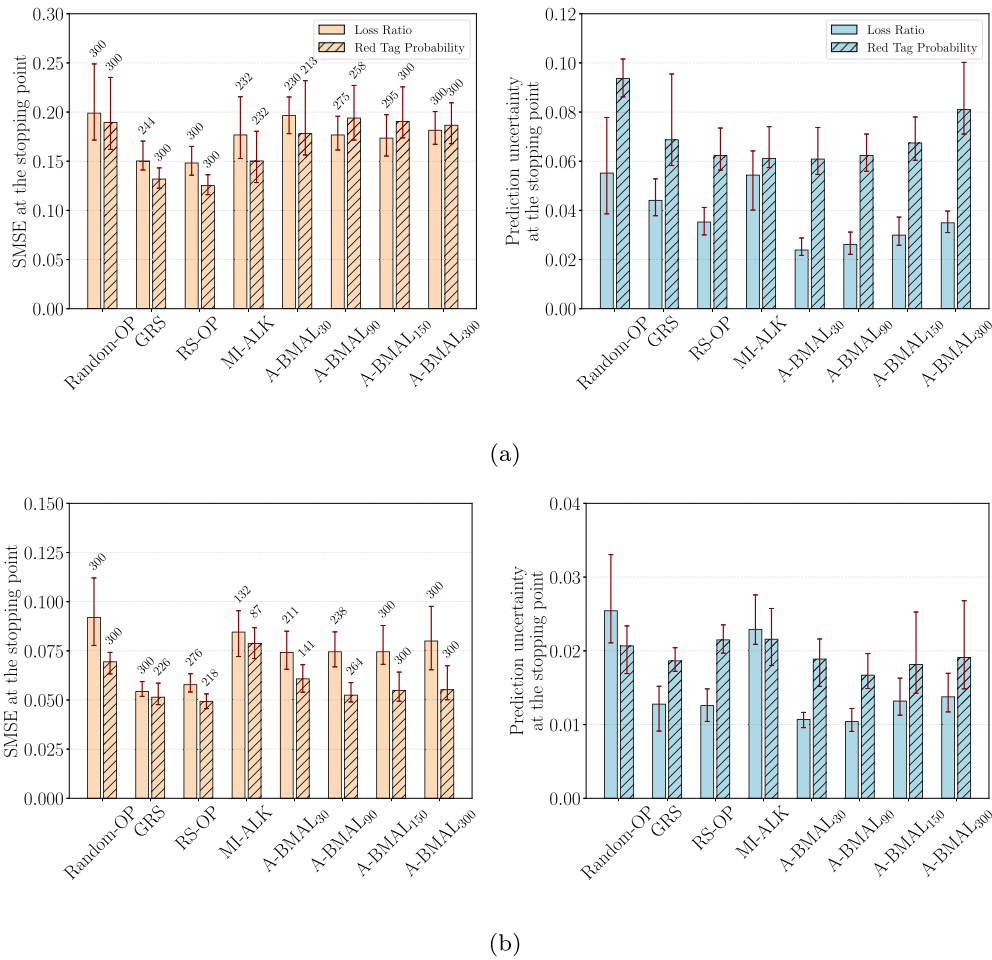 0.30
0.25
0.20
0.15
0.10
0.05
0.00
SMSE at the stopping point
Loss Ratio
Red Tag Probability
300
300
244
300
300
300
232
232
230
213
275
258
295
300
300
300
Random-OP
GRS
RS-OP
MI-ALK
A-BMAL30
A-BMAL90
A-BMAL150
A-BMAL300
0.12
0.10
0.08
0.06
0.04
0.02
0.00
Prediction uncertainty
at the stopping point
Loss Ratio
Red Tag Probability
Random-OP
GRS
RS-OP
MI-ALK
A-BMAL30
A-BMAL90
A-BMAL150
A-BMAL300
(a)
0.150
0.125
0.100
0.075
0.050
0.025
0.000
SMSE at the stopping point
300
300
300
226
276
218
132
87
211
141
238
264
300
300
300
300
Random-OP
GRS
RS-OP
MI-ALK
A-BMAL30
A-BMAL90
A-BMAL150
A-BMAL300
0.04
0.03
0.02
0.01
0.00
Prediction uncertainty
at the stopping point
Random-OP
GRS
RS-OP
MI-ALK
A-BMAL30
A-BMAL90
A-BMAL150
A-BMAL300
(b)